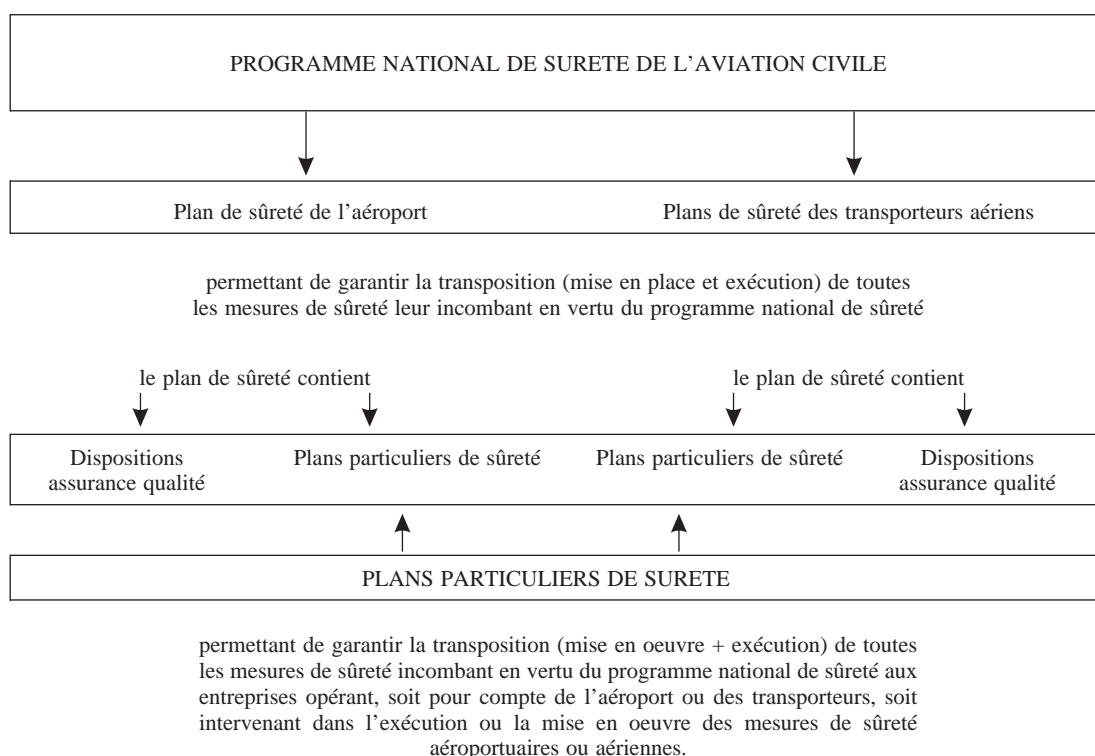 PROGRAMME NATIONAL DE SURETE DE L'AVIATION CIVILE
Plan de sûreté de l'aéroport Plans de sûreté des transporteurs aériens
permettant de garantir la transposition (mise en place et exécution) de toutes
les mesures de sûreté leur incombant en vertu du programme national de sûreté
le plan de sûreté contient le plan de sûreté contient
Dispositions Plans particuliers de sûreté Plans particuliers de sûreté Dispositions
assurance qualité assurance qualité
PLANS PARTICULIERS DE SURETE
permettant de garantir la transposition (mise en oeuvre + exécution) de toutes
les mesures de sûreté incombant en vertu du programme national de sûreté aux
entreprises opérant, soit pour compte de l'aéroport ou des transporteurs, soit
intervenant dans l'exécution ou la mise en oeuvre des mesures de sûreté
aéroportuaires ou aériennes.